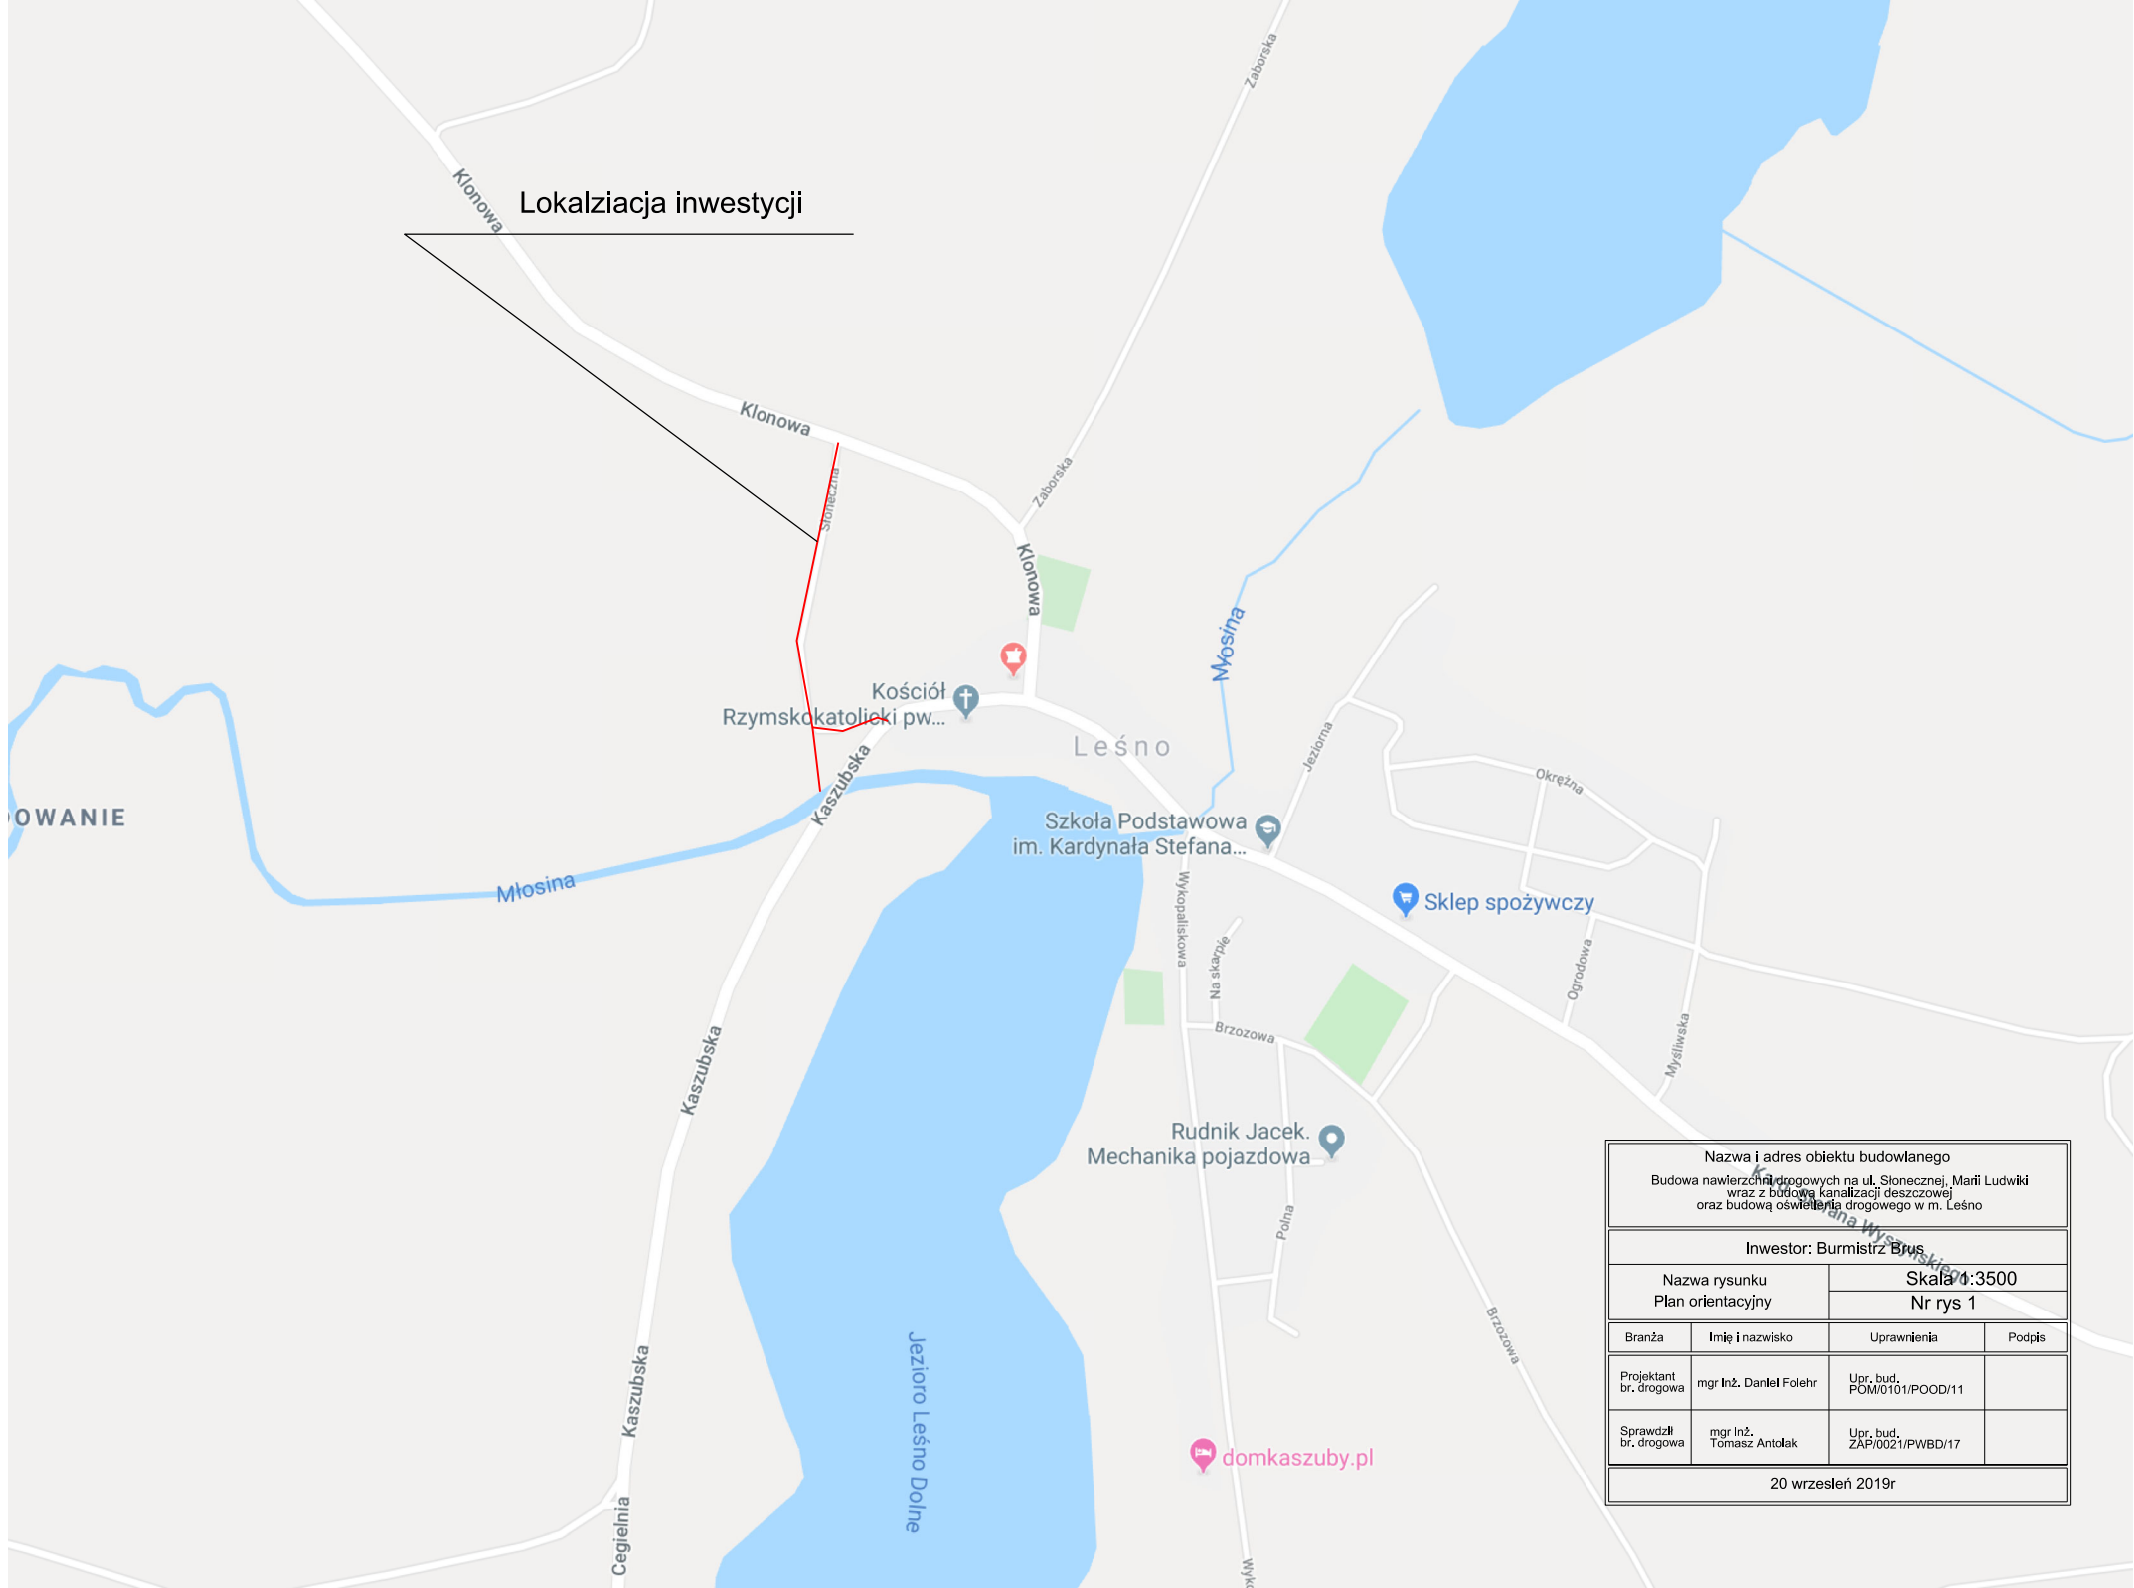 Zaborska
Klonowa
Lokalziacja inwestycji
Klonowa
Zaborska
Słoneczna
Klonowa
Młosina
Kościół
Rzymskokatolicki pw...
Leśno
Kaszubska
Jeziorna
Okrężna
OWANIE
Szkoła Podstawowa
im. Kardynała Stefana...
Młosina
Sklep spożywczy
Wykopaliskowa
Na skarpie
Ogrodowa
Brzozowa
Myśliwska
Kaszubska
Rudnik Jacek.
Mechanika pojazdowa
Polna
Kard. Stefana Wyszyńskiego
Brzozowa
Kaszubska
Jezioro Leśno Dolne
domkaszuby.pl
Cegielnia
Wyko
Nazwa i adres obiektu budowlanego
Budowa nawierzchni drogowych na ul. Słonecznej, Marii Ludwiki
wraz z budową kanalizacji deszczowej
oraz budową oświetlenia drogowego w m. Leśno
Inwestor: Burmistrz Brus
Nazwa rysunku
Plan orientacyjny
Skala 1:3500
Nr rys 1
Branża Imię i nazwisko Uprawnienia Podpis
Projektant
br. drogowa
mgr inż. Daniel Folehr
Upr. bud.
POM/0101/POOD/11
Sprawdził
br. drogowa
mgr inż.
Tomasz Antolak
Upr. bud.
ZAP/0021/PWBD/17
20 wrzesień 2019r